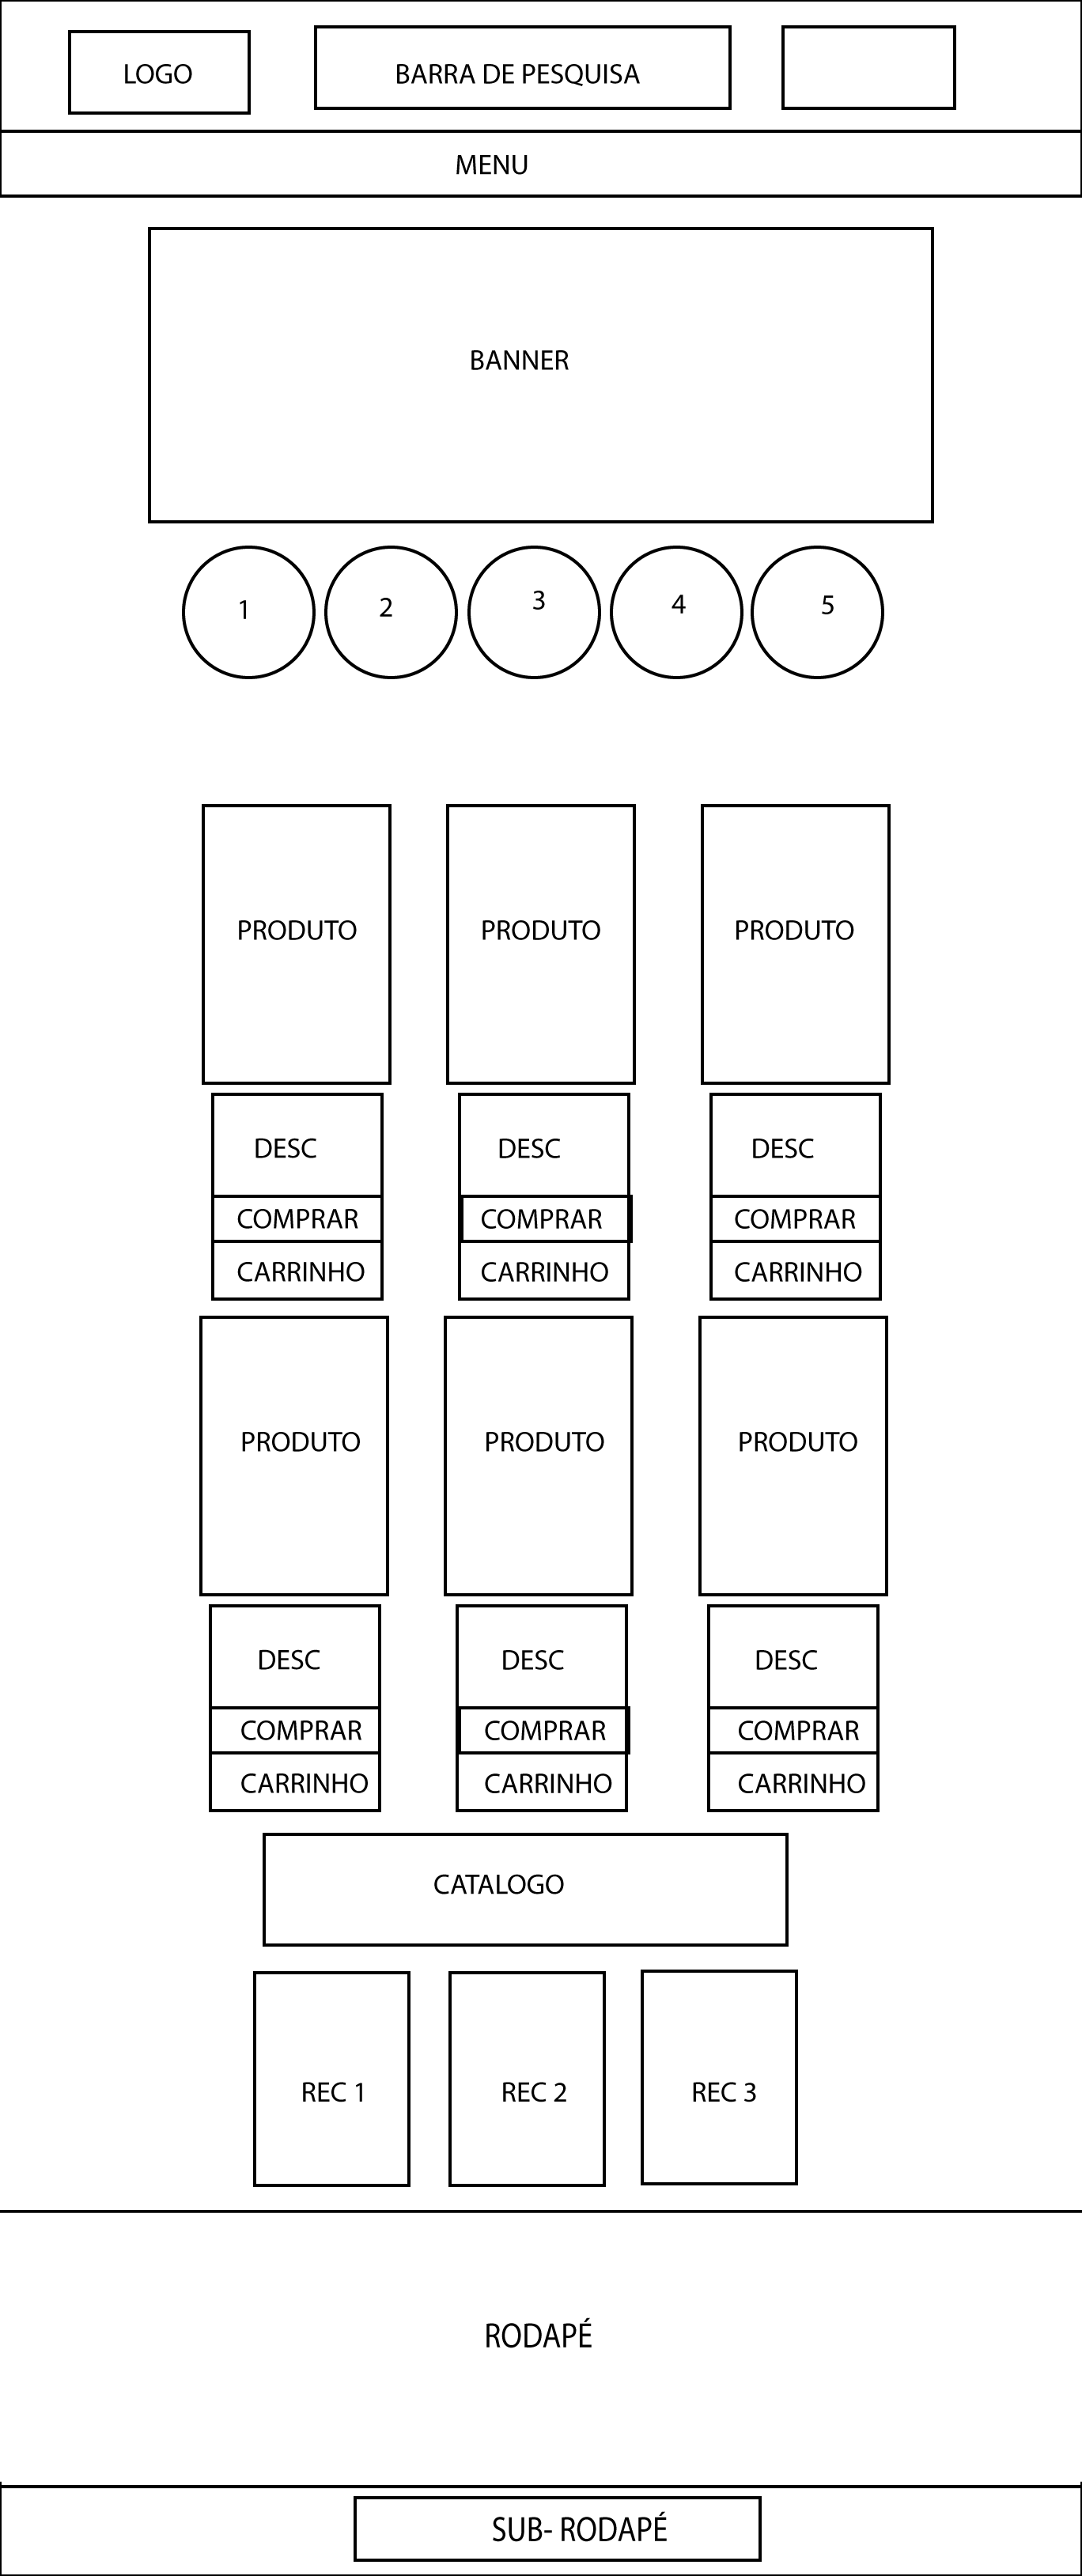 LOGO
BARRA DE PESQUISA
MENU
BANNER
1
2
3
4
5
PRODUTO
PRODUTO
PRODUTO
DESC
DESC
DESC
COMPRAR
COMPRAR
COMPRAR
CARRINHO
CARRINHO
CARRINHO
PRODUTO
PRODUTO
PRODUTO
DESC
DESC
DESC
COMPRAR
COMPRAR
COMPRAR
CARRINHO
CARRINHO
CARRINHO
CATALOGO
REC 1
REC 2
REC 3
RODAPÉ
SUB- RODAPÉ